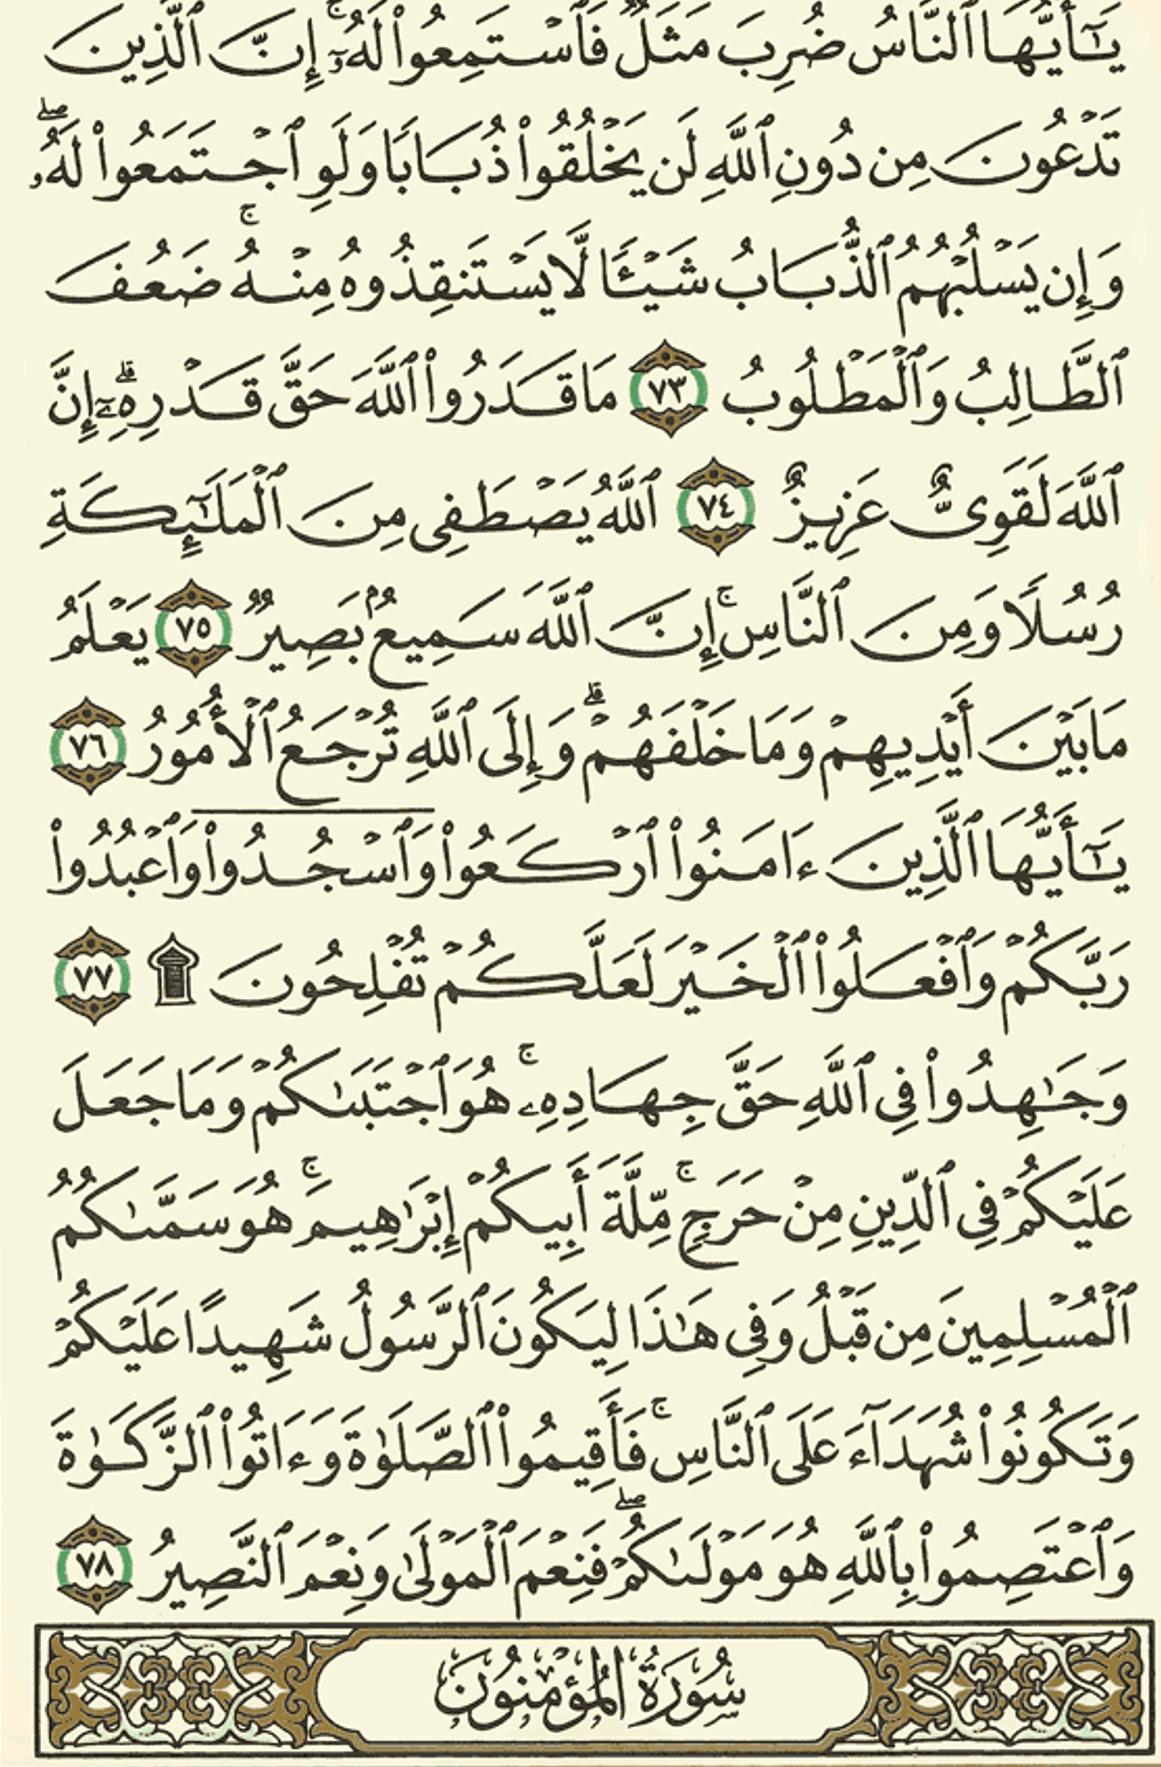 يَـٰٓأَيُّهَا ٱلنَّاسُ ضُرِبَ مَثَلٌ فَٱسْتَمِعُوا۟ لَهُۥٓ ۚ إِنَّ ٱلَّذِينَ
تَدْعُونَ مِن دُونِ ٱللَّهِ لَن يَخْلُقُوا۟ ذُبَابًا وَلَوِ ٱجْتَمَعُوا۟ لَهُۥ ۖ
وَإِن يَسْلُبْهُمُ ٱلذُّبَابُ شَيْـًٔا لَّا يَسْتَنقِذُوهُ مِنْهُ ۚ ضَعُفَ
ٱلطَّالِبُ وَٱلْمَطْلُوبُ ٧٣ مَا قَدَرُوا۟ ٱللَّهَ حَقَّ قَدْرِهِۦٓ ۗ إِنَّ
ٱللَّهَ لَقَوِىٌّ عَزِيزٌ ٧٤ ٱللَّهُ يَصْطَفِى مِنَ ٱلْمَلَـٰٓئِكَةِ
رُسُلًا وَمِنَ ٱلنَّاسِ ۚ إِنَّ ٱللَّهَ سَمِيعٌۢ بَصِيرٌ ٧٥ يَعْلَمُ
مَا بَيْنَ أَيْدِيهِمْ وَمَا خَلْفَهُمْ ۗ وَإِلَى ٱللَّهِ تُرْجَعُ ٱلْأُمُورُ ٧٦
يَـٰٓأَيُّهَا ٱلَّذِينَ ءَامَنُوا۟ ٱرْكَعُوا۟ وَٱسْجُدُوا۟ وَٱعْبُدُوا۟
رَبَّكُمْ وَٱفْعَلُوا۟ ٱلْخَيْرَ لَعَلَّكُمْ تُفْلِحُونَ ۩ ٧٧
وَجَـٰهِدُوا۟ فِى ٱللَّهِ حَقَّ جِهَادِهِۦ ۚ هُوَ ٱجْتَبَىٰكُمْ وَمَا جَعَلَ
عَلَيْكُمْ فِى ٱلدِّينِ مِنْ حَرَجٍ ۚ مِّلَّةَ أَبِيكُمْ إِبْرَٰهِيمَ ۚ هُوَ سَمَّىٰكُمُ
ٱلْمُسْلِمِينَ مِن قَبْلُ وَفِى هَـٰذَا لِيَكُونَ ٱلرَّسُولُ شَهِيدًا عَلَيْكُمْ
وَتَكُونُوا۟ شُهَدَآءَ عَلَى ٱلنَّاسِ ۚ فَأَقِيمُوا۟ ٱلصَّلَوٰةَ وَءَاتُوا۟ ٱلزَّكَوٰةَ
وَٱعْتَصِمُوا۟ بِٱللَّهِ هُوَ مَوْلَىٰكُمْ ۖ فَنِعْمَ ٱلْمَوْلَىٰ وَنِعْمَ ٱلنَّصِيرُ ٧٨
سُورَةُ المُؤْمِنُونَ